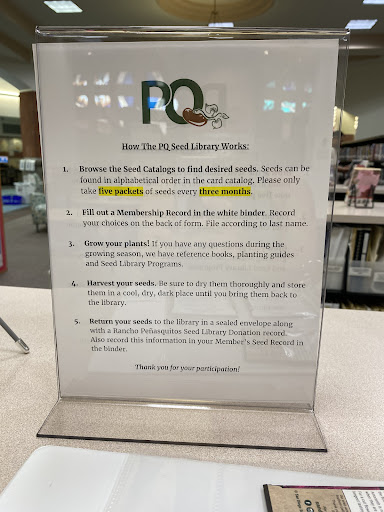 PQ
How The PQ Seed Library Works:
1. Browse the Seed Catalogs to find desired seeds. Seeds can be
found in alphabetical order in the card catalog. Please only
take five packets of seeds every three months.
2. Fill out a Membership Record in the white binder. Record
your choices on the back of form. File according to last name.
3. Grow your plants! If you have any questions during the
growing season, we have reference books, planting guides
and Seed Library Programs.
4. Harvest your seeds. Be sure to dry them thoroughly and store
them in a cool, dry, dark place until you bring them back to
the library.
5. Return your seeds to the library in a sealed envelope along
with a Rancho Peñasquitos Seed Library Donation record.
Also record this information in your Member's Seed Record in
the binder.
Thank you for your participation!